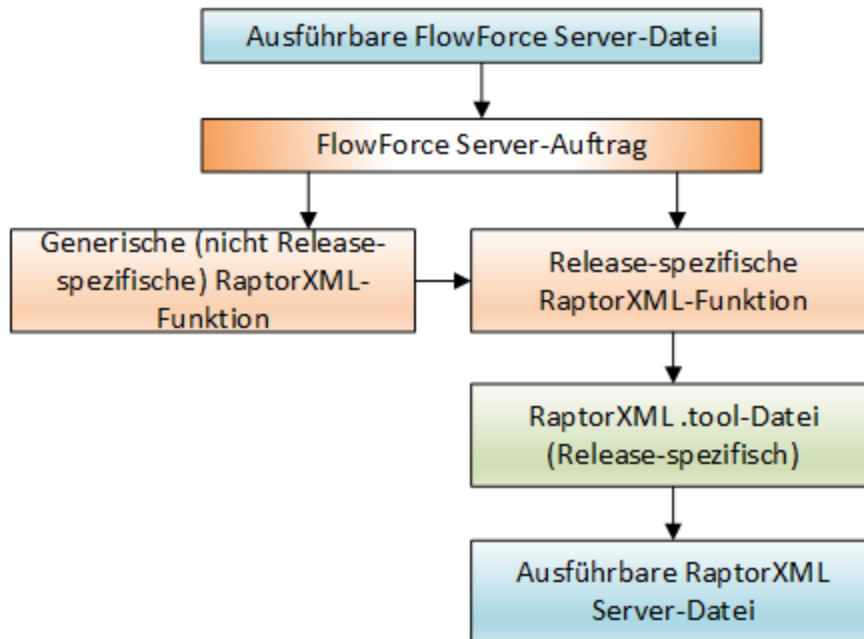 Ausführbare FlowForce Server-Datei
FlowForce Server-Auftrag
Generische (nicht Release-
spezifische) RaptorXML-
Funktion
Release-spezifische
RaptorXML-Funktion
RaptorXML .tool-Datei
(Release-spezifisch)
Ausführbare RaptorXML
Server-Datei